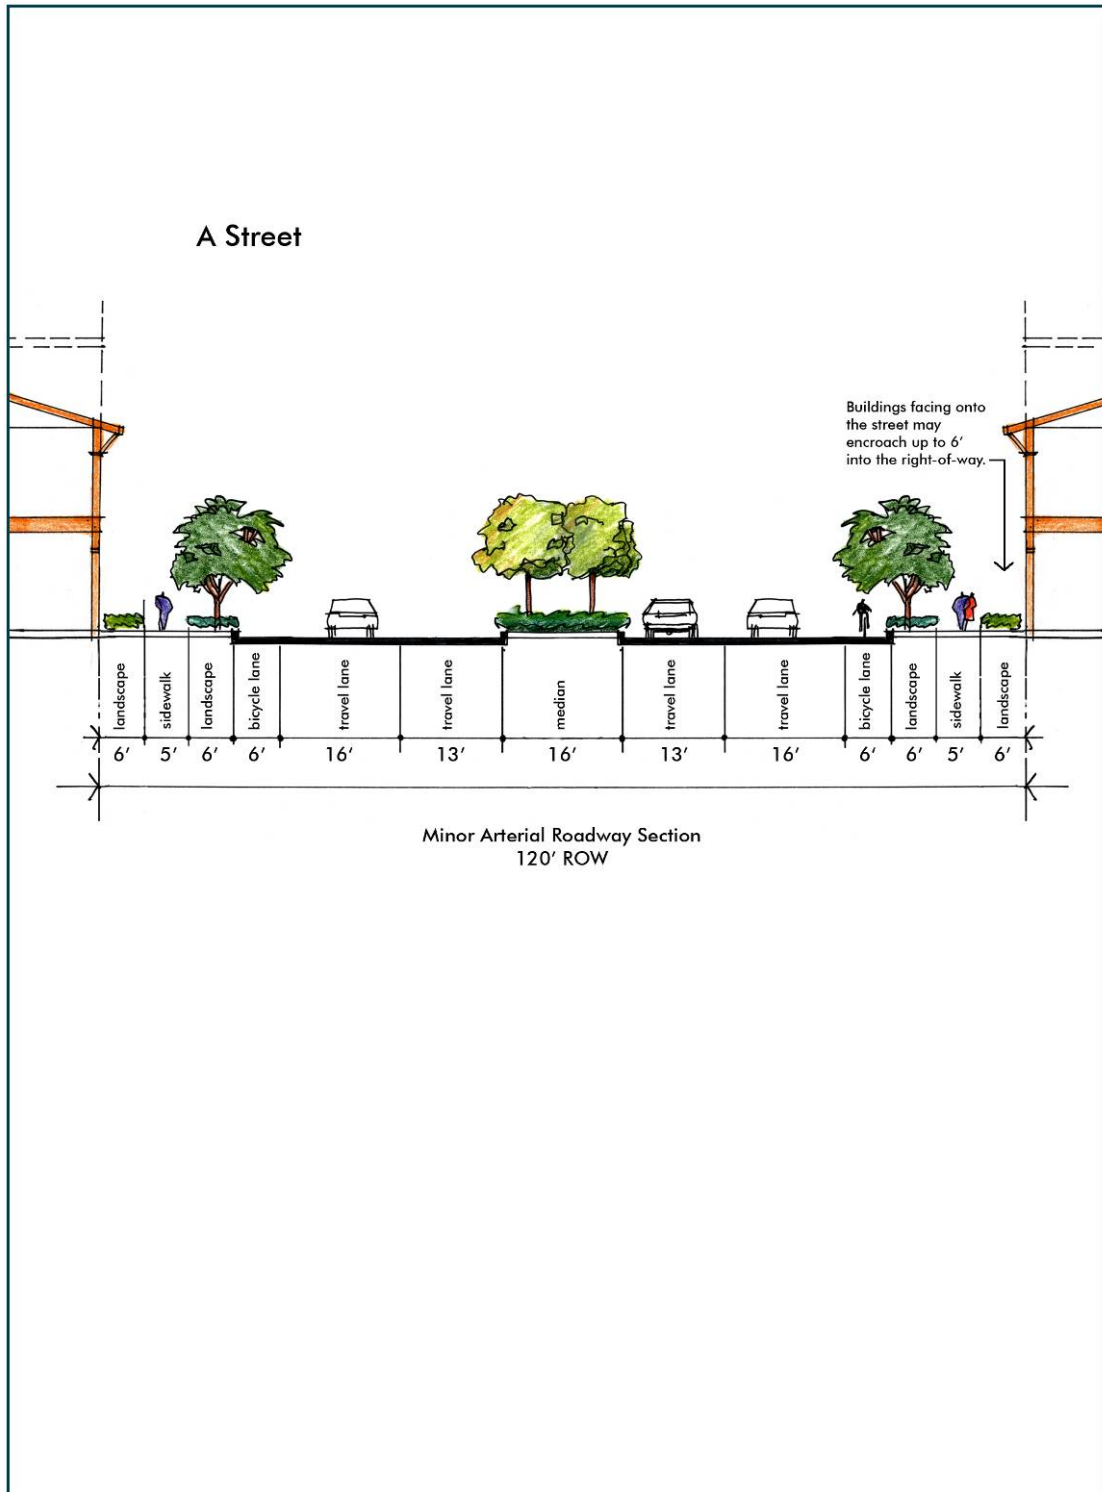 A Street
Buildings facing onto
the street may
encroach up to 6'
into the right-of-way.
landscape
sidewalk
landscape
bicycle lane
travel lane
travel lane
median
travel lane
travel lane
bicycle lane
landscape
sidewalk
landscape
6' 5' 6' 6' 16' 13' 16' 13' 16' 6' 6' 5' 6'
Minor Arterial Roadway Section
120' ROW